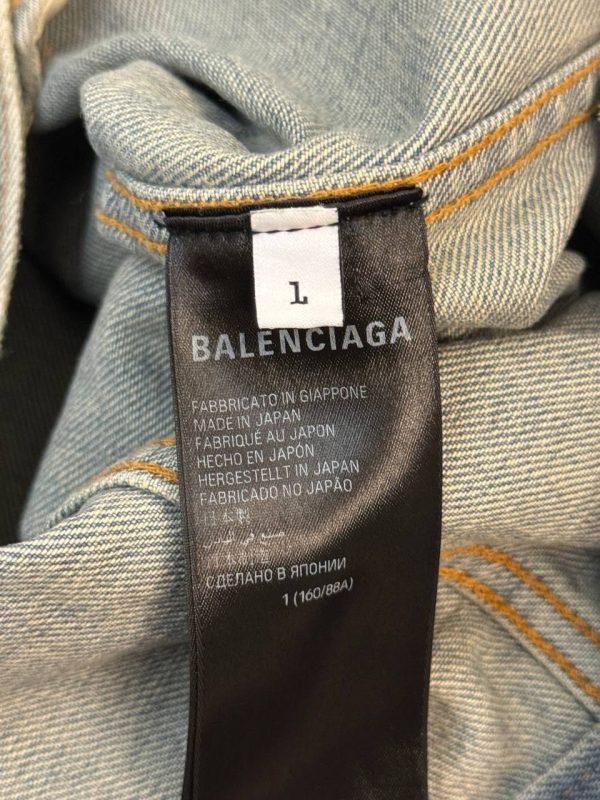 1
BALENCIAGA
FABBRICATO IN GIAPPONE
MADE IN JAPAN
FABRIQUÉ AU JAPON
HECHO EN JAPÓN
HERGESTELLT IN JAPAN
FABRICADO NO JAPÃO
СДЕЛАНО В ЯПОНИИ
1 (160/88A)